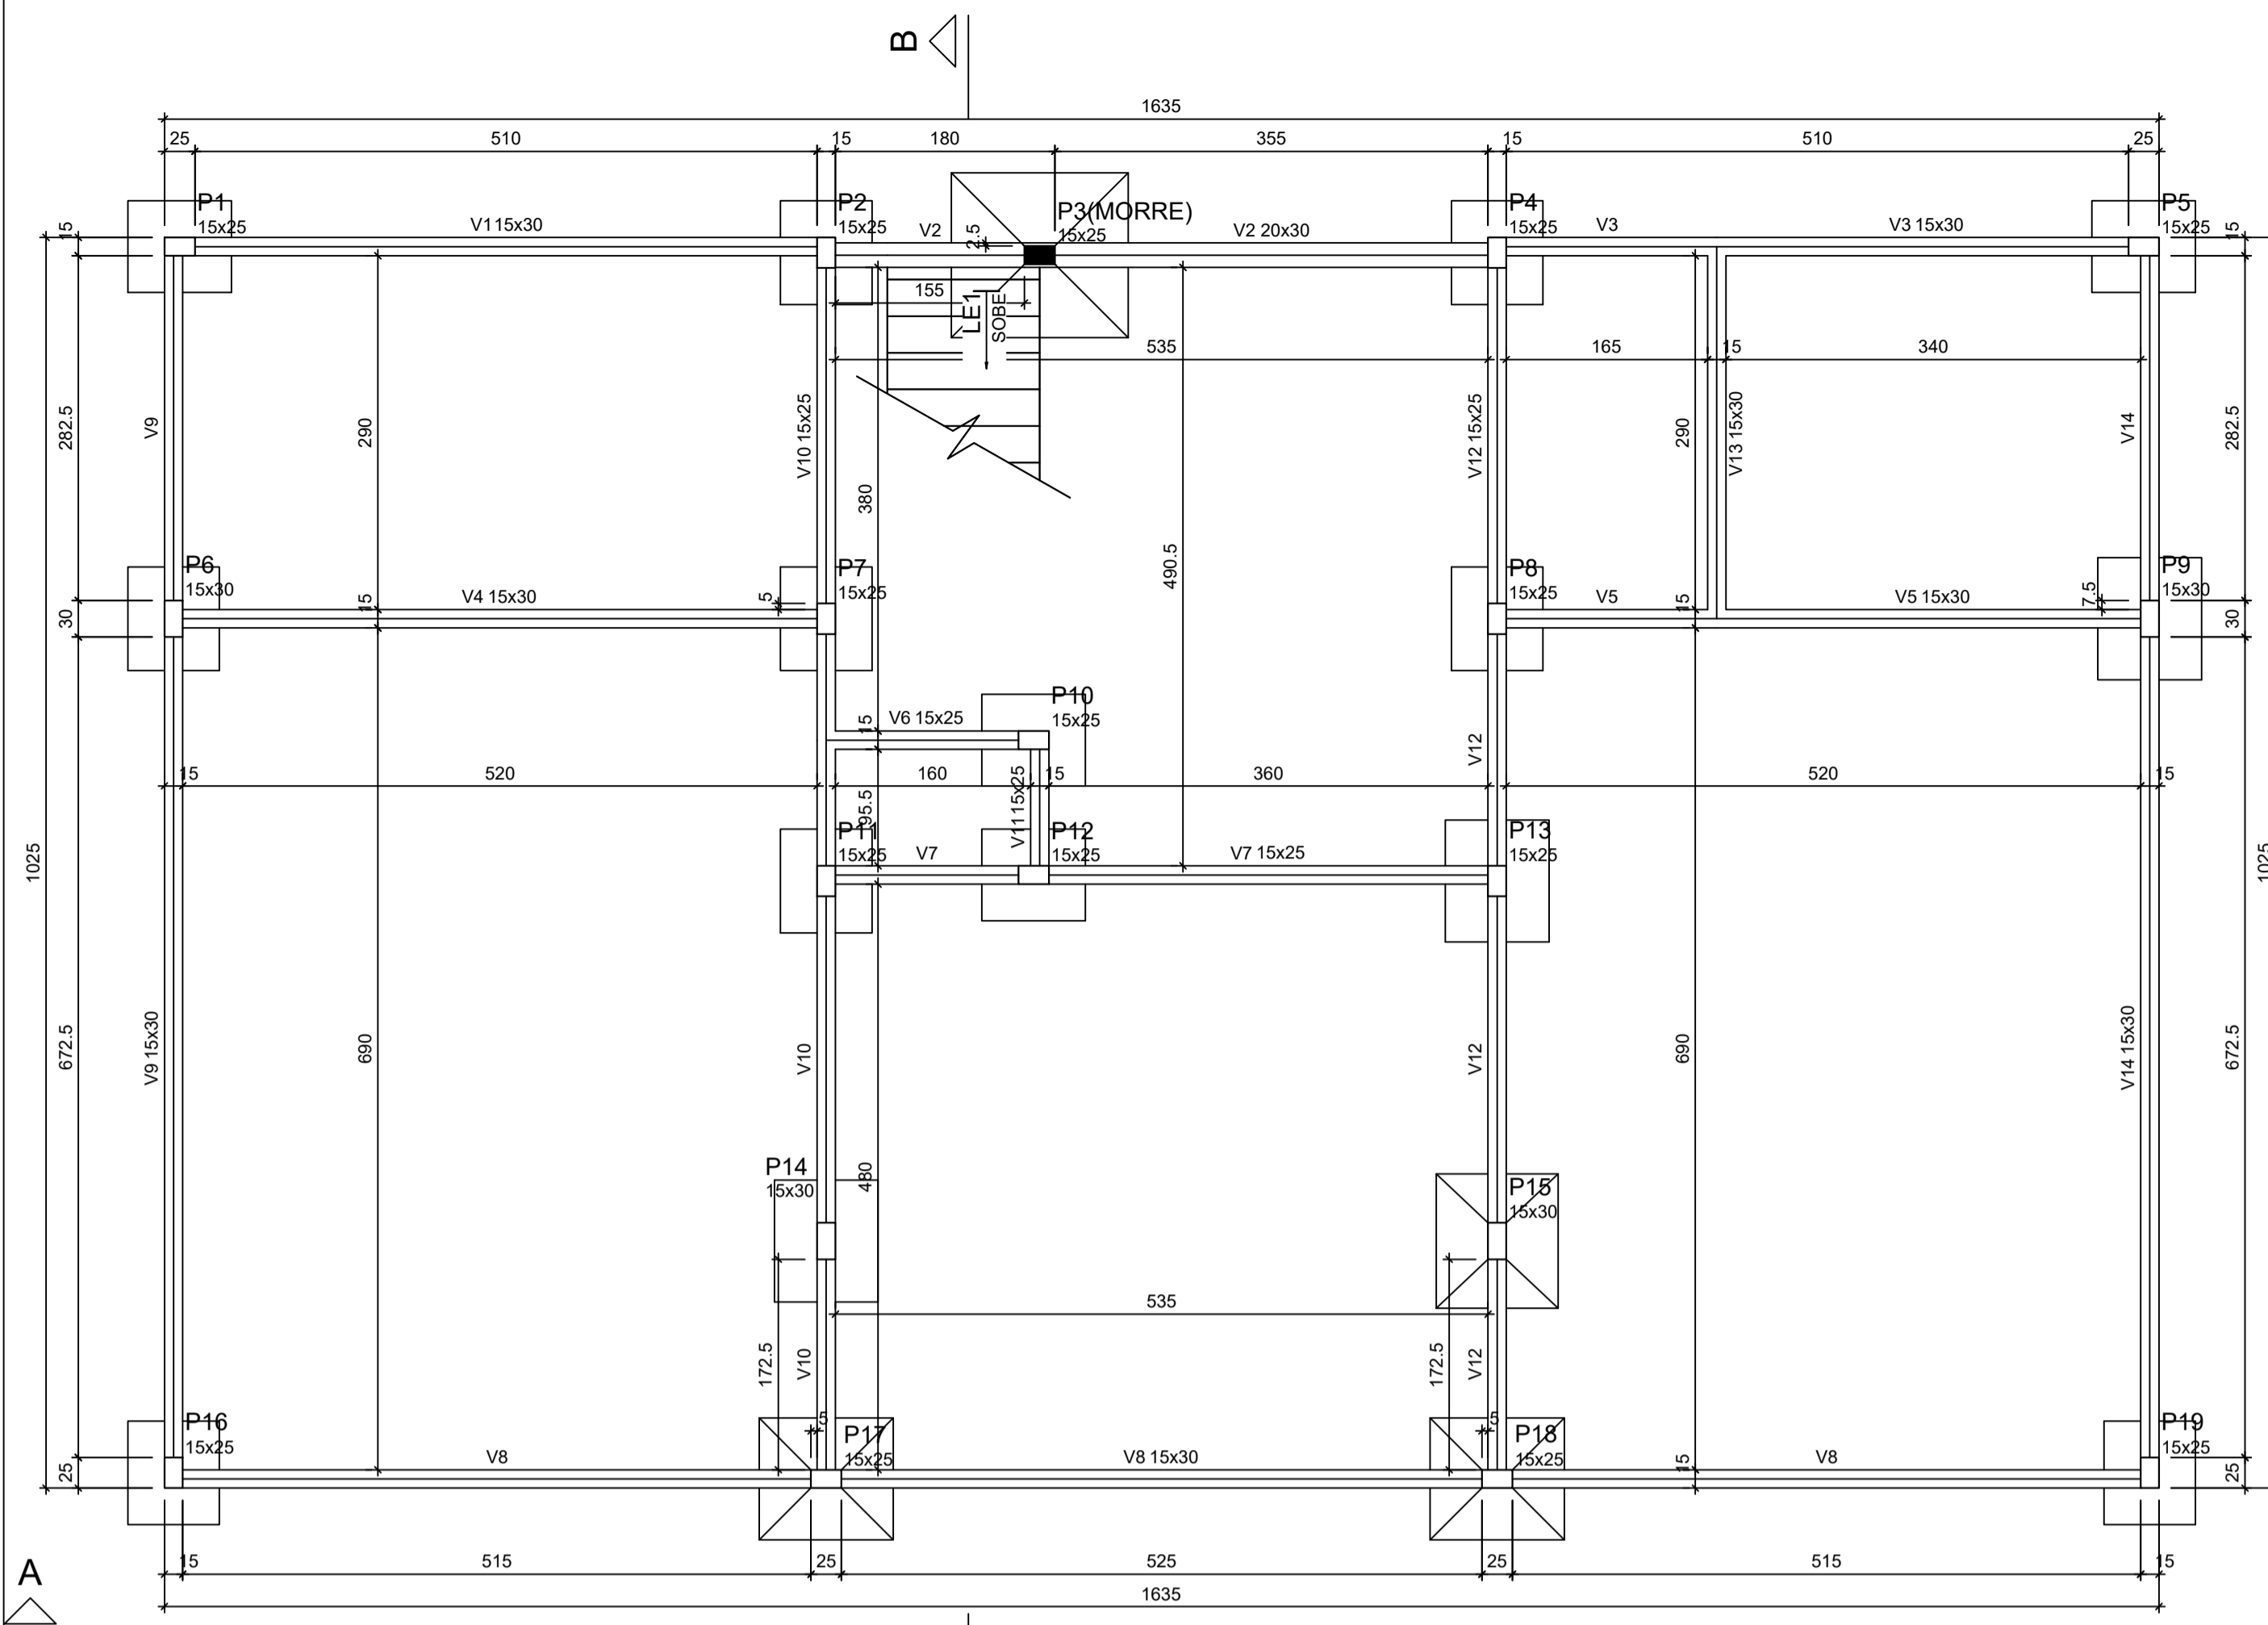 B
1635
25 510 15 180 355 15 510 25
P1
15x25
V115x30
P2
15x25
V2
2.5
P3(MORRE)
15x25
V2 20x30
P4
15x25
V3
V3 15x30
P5
15x25
15
15
155
LE1
SOBE
535
165 15 340
282.5
V9
290
V10 15x25
380
490.5
V12 15x25
290
V13 15x30
V14
282.5
P6
15x30
30
15
V4 15x30
5
P7
15x25
P8
15x25
V5
15
V5 15x30
7.5
P9
15x30
30
15
V6 15x25
P10
15x25
V12
15 520 160 15 360 520 15
95.5
V1115x25
1025
P11
15x25
V7
P12
15x25
V7 15x25
P13
15x25
1025
672.5
V9 15x30
690
V10
V12
690
V14 15x30
672.5
P14
15x30
480
P15
15x30
535
172.5
V10
172.5
V12
P16
15x25
25
V8
5
P17
15x25
V8 15x30
5
P18
15x25
15
V8
P19
15x25
25
A
15 515 25 525 25 515 15
1635